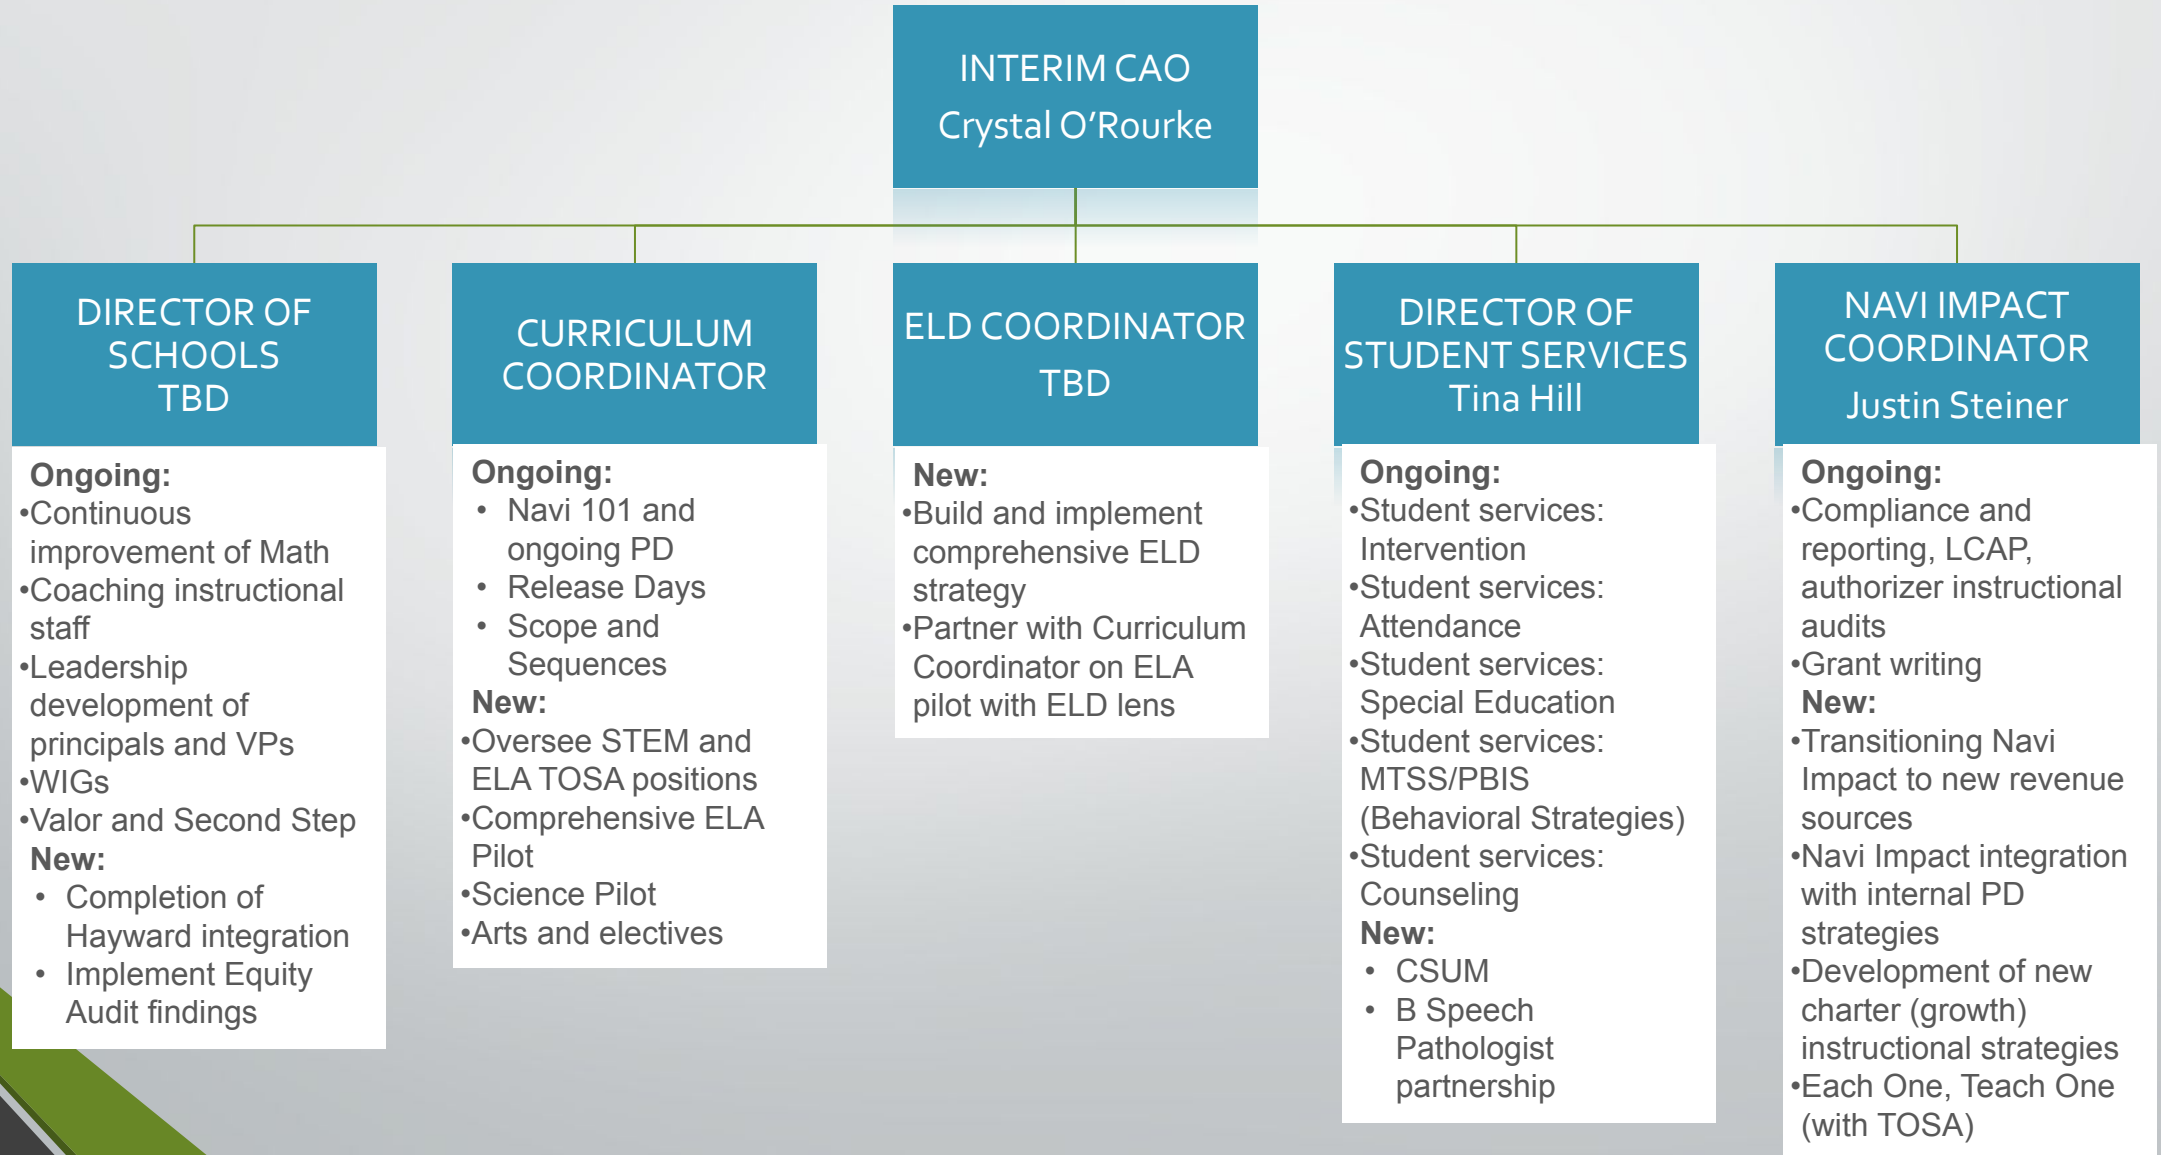 INTERIM CAO
Crystal O'Rourke
DIRECTOR OF
SCHOOLS
TBD
Ongoing:
•Continuous
improvement of Math
•Coaching instructional
staff
•Leadership
development of
principals and VPs
•WIGs
•Valor and Second Step
New:
• Completion of
Hayward integration
• Implement Equity
Audit findings
CURRICULUM
COORDINATOR
Ongoing:
• Navi 101 and
ongoing PD
• Release Days
• Scope and
Sequences
New:
•Oversee STEM and
ELA TOSA positions
•Comprehensive ELA
Pilot
•Science Pilot
•Arts and electives
ELD COORDINATOR
TBD
New:
•Build and implement
comprehensive ELD
strategy
•Partner with Curriculum
Coordinator on ELA
pilot with ELD lens
DIRECTOR OF
STUDENT SERVICES
Tina Hill
Ongoing:
•Student services:
Intervention
•Student services:
Attendance
•Student services:
Special Education
•Student services:
MTSS/PBIS
(Behavioral Strategies)
•Student services:
Counseling
New:
• CSUM
• B Speech
Pathologist
partnership
NAVI IMPACT
COORDINATOR
Justin Steiner
Ongoing:
•Compliance and
reporting, LCAP,
authorizer instructional
audits
•Grant writing
New:
•Transitioning Navi
Impact to new revenue
sources
•Navi Impact integration
with internal PD
strategies
•Development of new
charter (growth)
instructional strategies
•Each One, Teach One
(with TOSA)